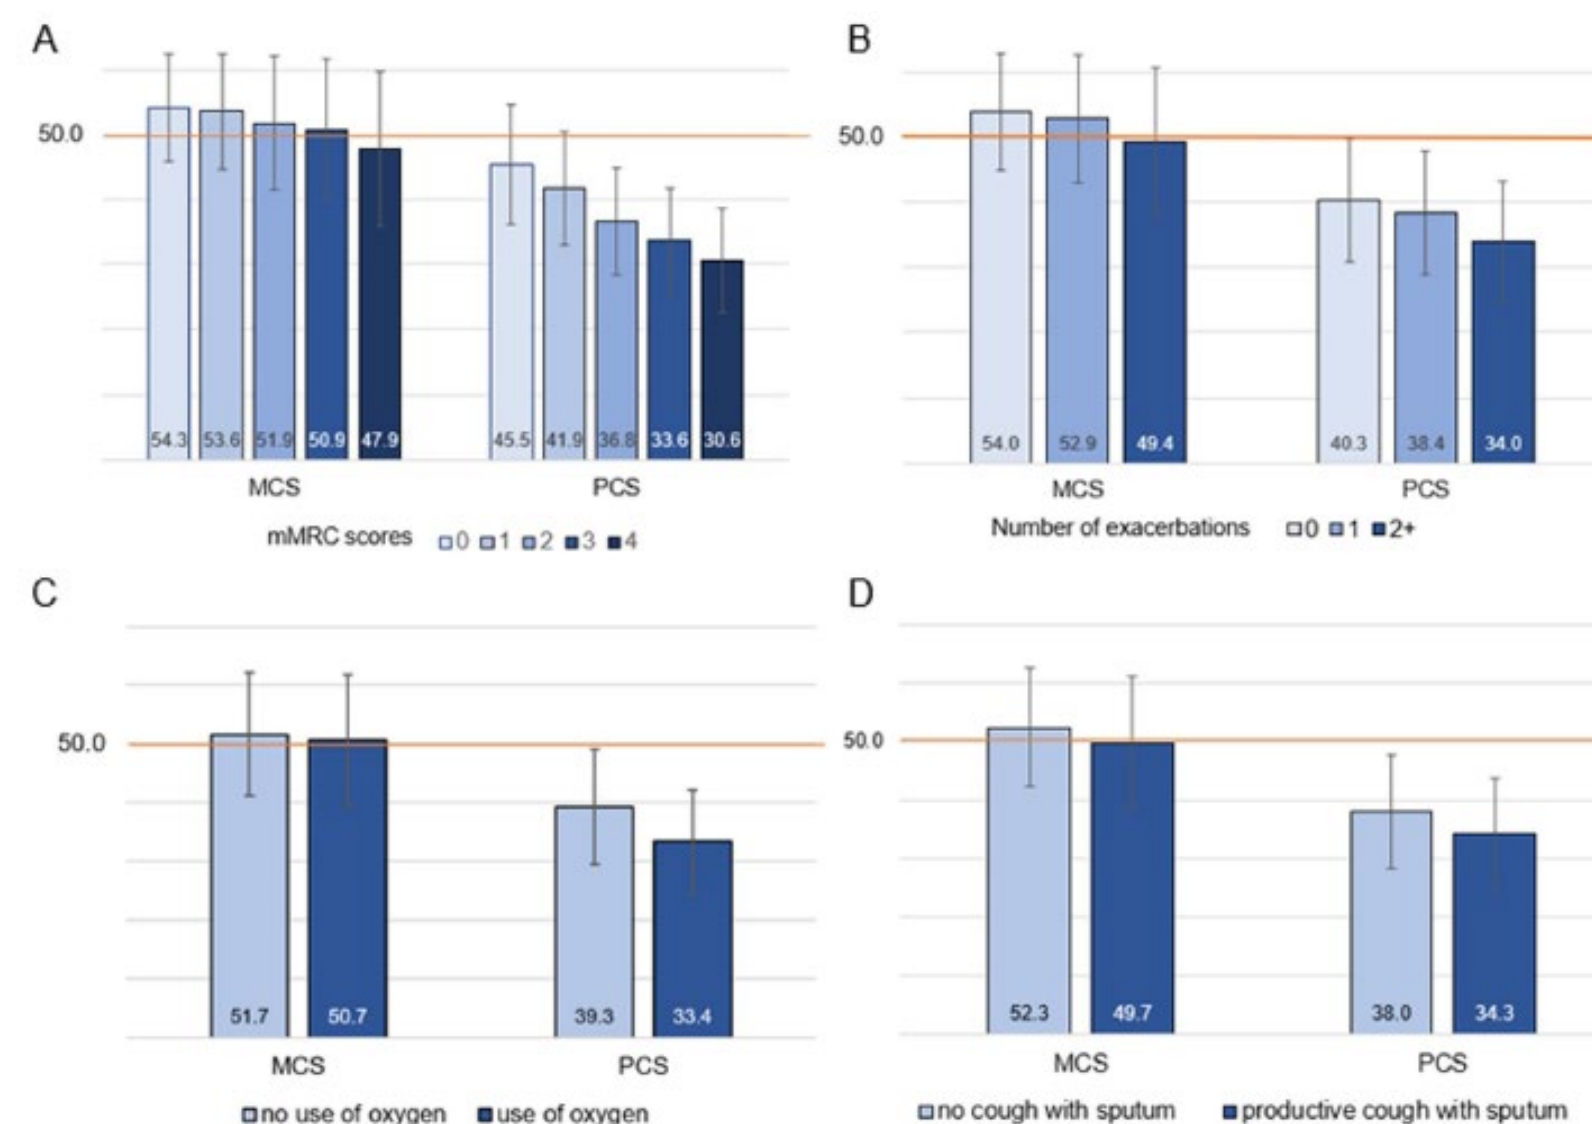 A
50.0
54.3 53.6 51.9 50.9 47.9 45.5 41.9 36.8 33.6 30.6
MCS PCS
mMRC scores 0 1 2 3 4
B
50.0
54.0 52.9 49.4 40.3 38.4 34.0
MCS PCS
Number of exacerbations 0 1 2+
C
50.0
51.7 50.7 39.3 33.4
MCS PCS
no use of oxygen use of oxygen
D
50.0
52.3 49.7 38.0 34.3
MCS PCS
no cough with sputum productive cough with sputum